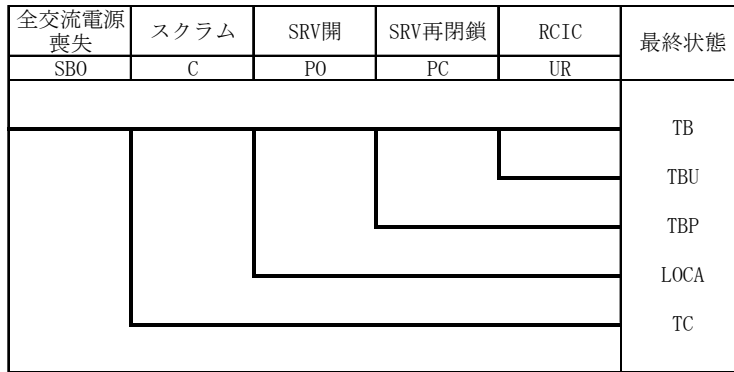 全交流電源
喪失
スクラム
SRV開
SRV再閉鎖
RCIC
最終状態
SBO
C
PO
PC
UR
TB
TBU
TBP
LOCA
TC